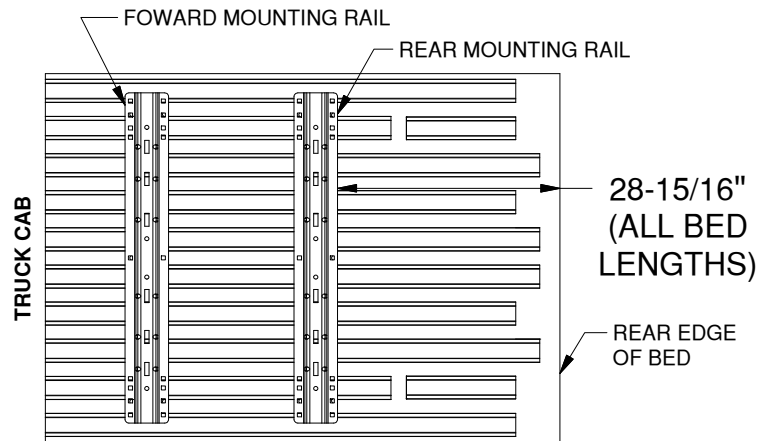 FOWARD MOUNTING RAIL
REAR MOUNTING RAIL
TRUCK CAB
28-15/16"
(ALL BED
LENGTHS)
REAR EDGE
OF BED